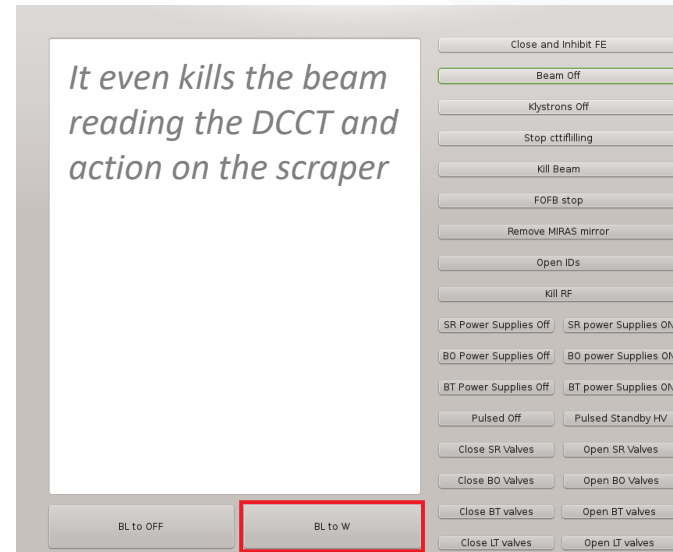 It even kills the beam
reading the DCCT and
action on the scraper
Close and Inhibit FE
Beam Off
Klystrons Off
Stop cttiflilling
Kill Beam
FOFB stop
Remove MIRAS mirror
Open IDs
Kill RF
SR Power Supplies Off
SR power Supplies ON
BO Power Supplies Off
BO power Supplies ON
BT Power Supplies Off
BT power Supplies ON
Pulsed Off
Pulsed Standby HV
Close SR Valves
Open SR Valves
Close BO Valves
Open BO Valves
Close BT valves
Open BT valves
Close LT valves
Open LT valves
BL to OFF
BL to W